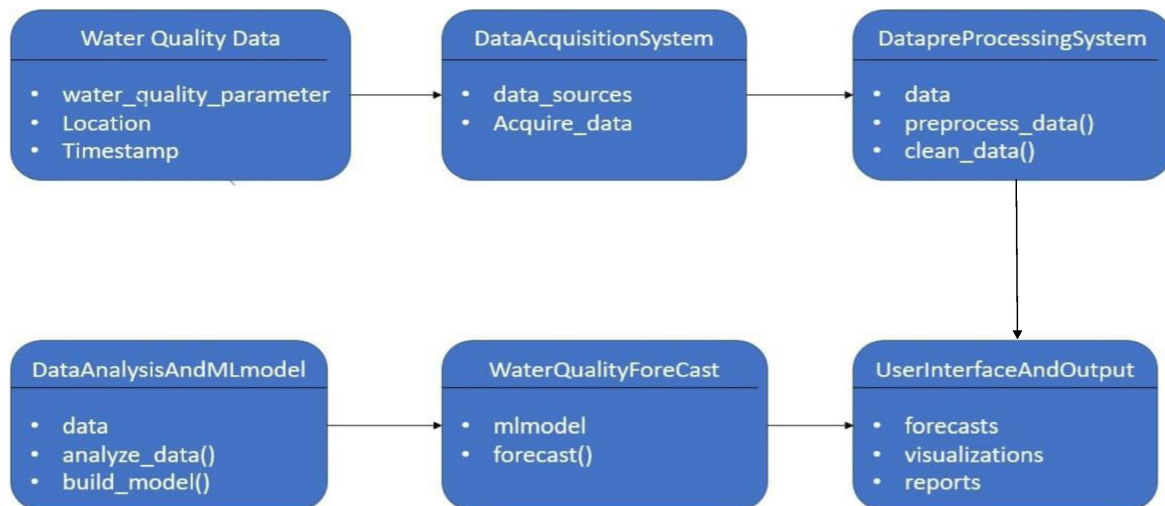 Water Quality Data
• water_quality_parameter
• Location
• Timestamp
DataAcquisitionSystem
• data_sources
• Acquire_data
DatapreProcessingSystem
• data
• preprocess_data()
• clean_data()
DataAnalysisAndMLmodel
• data
• analyze_data()
• build_model()
WaterQualityForeCast
• mlmodel
• forecast()
UserInterfaceAndOutput
• forecasts
• visualizations
• reports